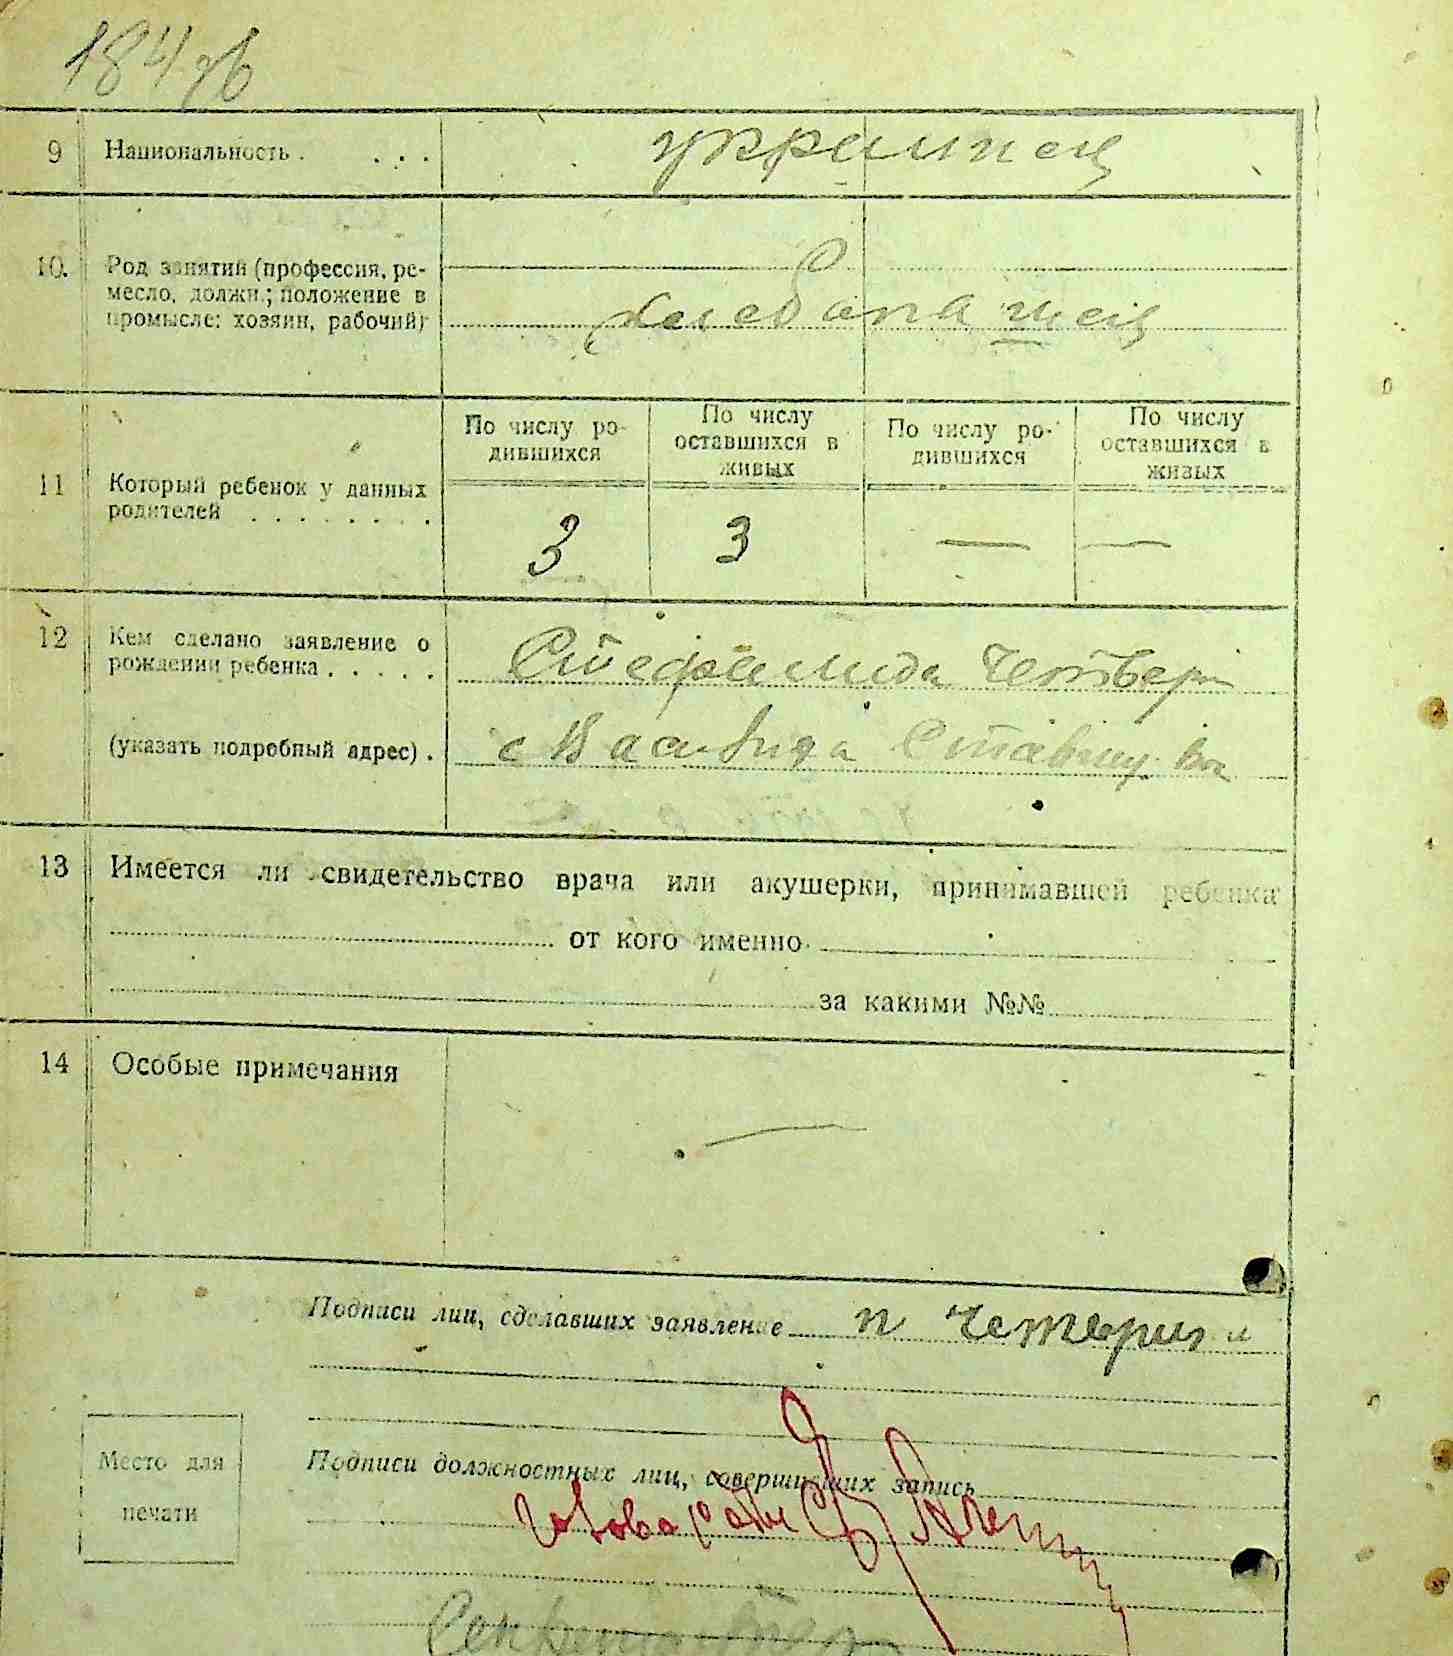 184 зв
9 Национальность . . . . украинец
10. Род занятий (профессия, ре-
месло, должн.; положение в
промысле: хозяин, рабочий)
хлебопашец
11 Который ребенок у данных
родителей . . . . . . . .
По числу ро-
дившихся
По числу
оставшихся в
живых
По числу ро-
дившихся
По числу
оставшихся в
живых
3 3 — —
12 Кем сделано заявление о
рождении ребенка . . . . .
(указать подробный адрес) .
Четвери
с
13 Имеется ли свидетельство врача или акушерки, принимавшей ребенка
от кого именно
за какими №№
14 Особые примечания
—
Подписи лиц, сделавших заявление п Четвери
Место для
печати
Подписи должностных лиц, совершивших запись
Голова